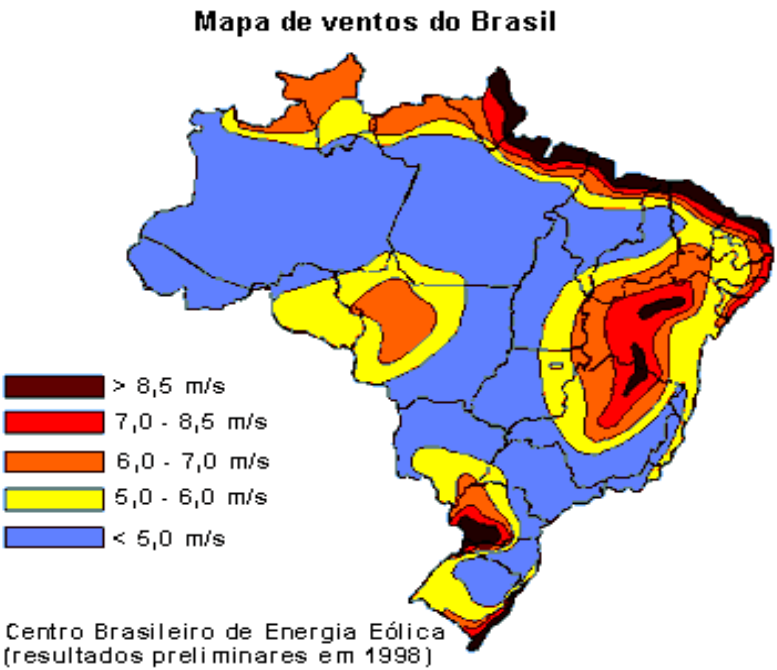 Mapa de ventos do Brasil
> 8,5 m/s
7,0 - 8,5 m/s
6,0 - 7,0 m/s
5,0 - 6,0 m/s
< 5,0 m/s
Centro Brasileiro de Energia Eólica
(resultados preliminares em 1998)